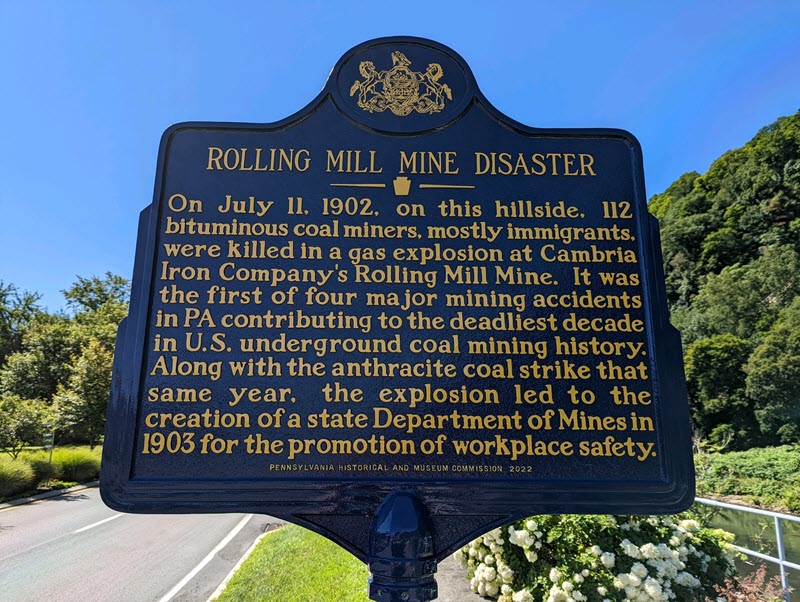 ROLLING MILL MINE DISASTER
On July 11, 1902, on this hillside, 112
bituminous coal miners, mostly immigrants,
were killed in a gas explosion at Cambria
Iron Company's Rolling Mill Mine. It was
the first of four major mining accidents
in PA contributing to the deadliest decade
in U.S. underground coal mining history.
Along with the anthracite coal strike that
same year, the explosion led to the
creation of a state Department of Mines in
1903 for the promotion of workplace safety.
PENNSYLVANIA HISTORICAL AND MUSEUM COMMISSION, 2022